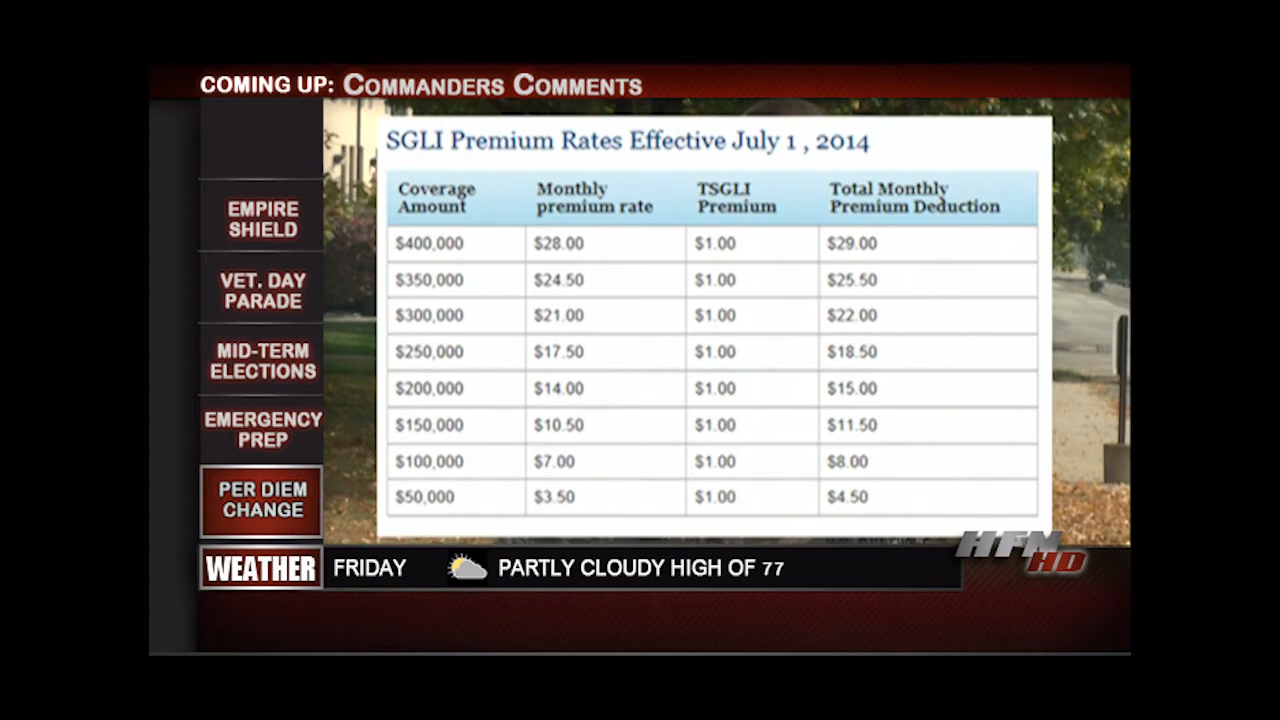 COMING UP: COMMANDERS COMMENTS
EMPIRE
SHIELD
VET. DAY
PARADE
MID-TERM
ELECTIONS
EMERGENCY
PREP
PER DIEM
CHANGE
SGLI Premium Rates Effective July 1 , 2014
Coverage Amount Monthly premium rate TSGLI Premium Total Monthly Premium Deduction
$400,000 $28.00 $1.00 $29.00
$350,000 $24.50 $1.00 $25.50
$300,000 $21.00 $1.00 $22.00
$250,000 $17.50 $1.00 $18.50
$200,000 $14.00 $1.00 $15.00
$150,000 $10.50 $1.00 $11.50
$100,000 $7.00 $1.00 $8.00
$50,000 $3.50 $1.00 $4.50
WEATHER FRIDAY PARTLY CLOUDY HIGH OF 77
HFN
HD